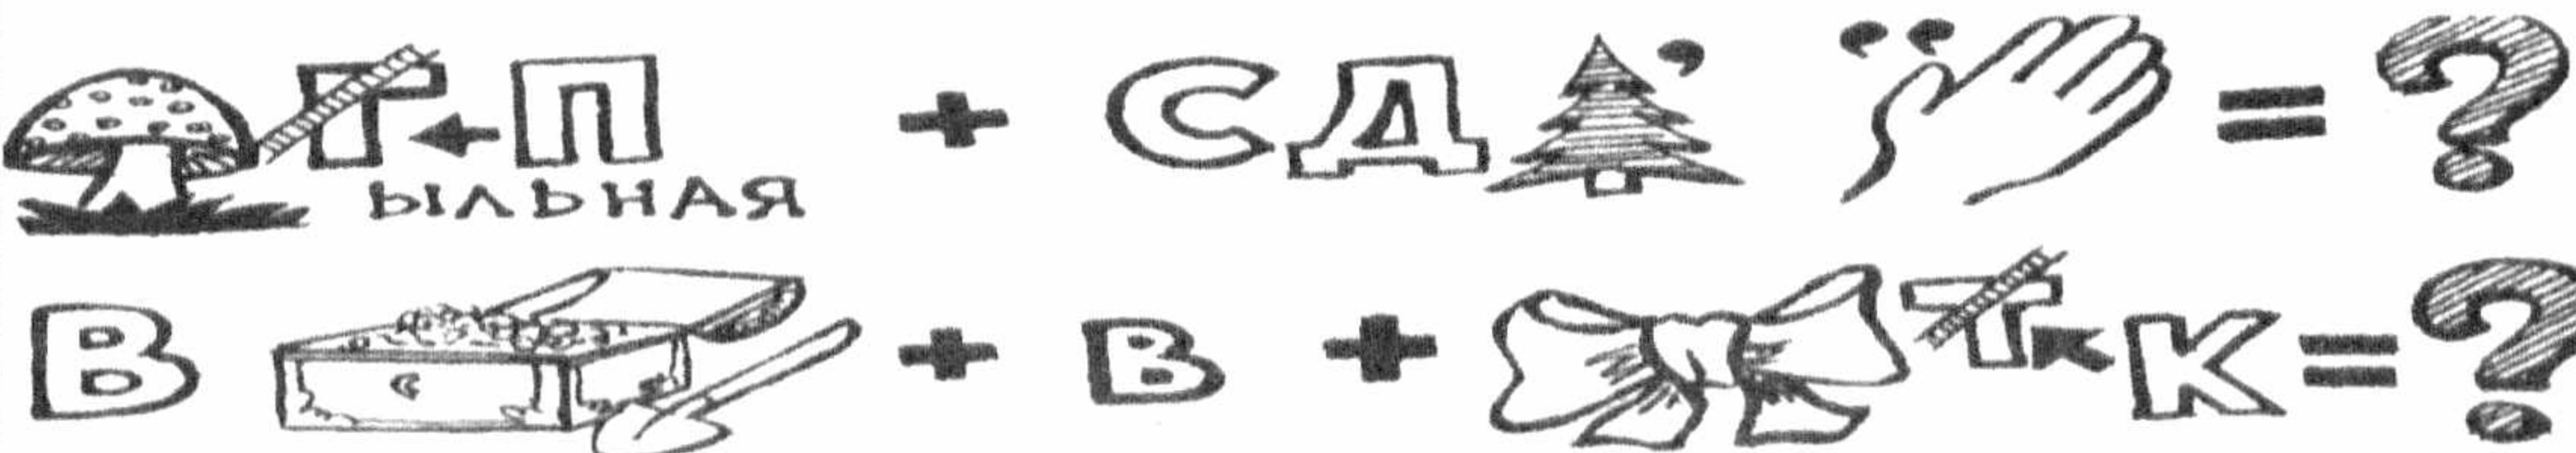 Г ← П + СД ’ ’’ = ?
ЫЛЬНАЯ
В + В + Т ← К = ?